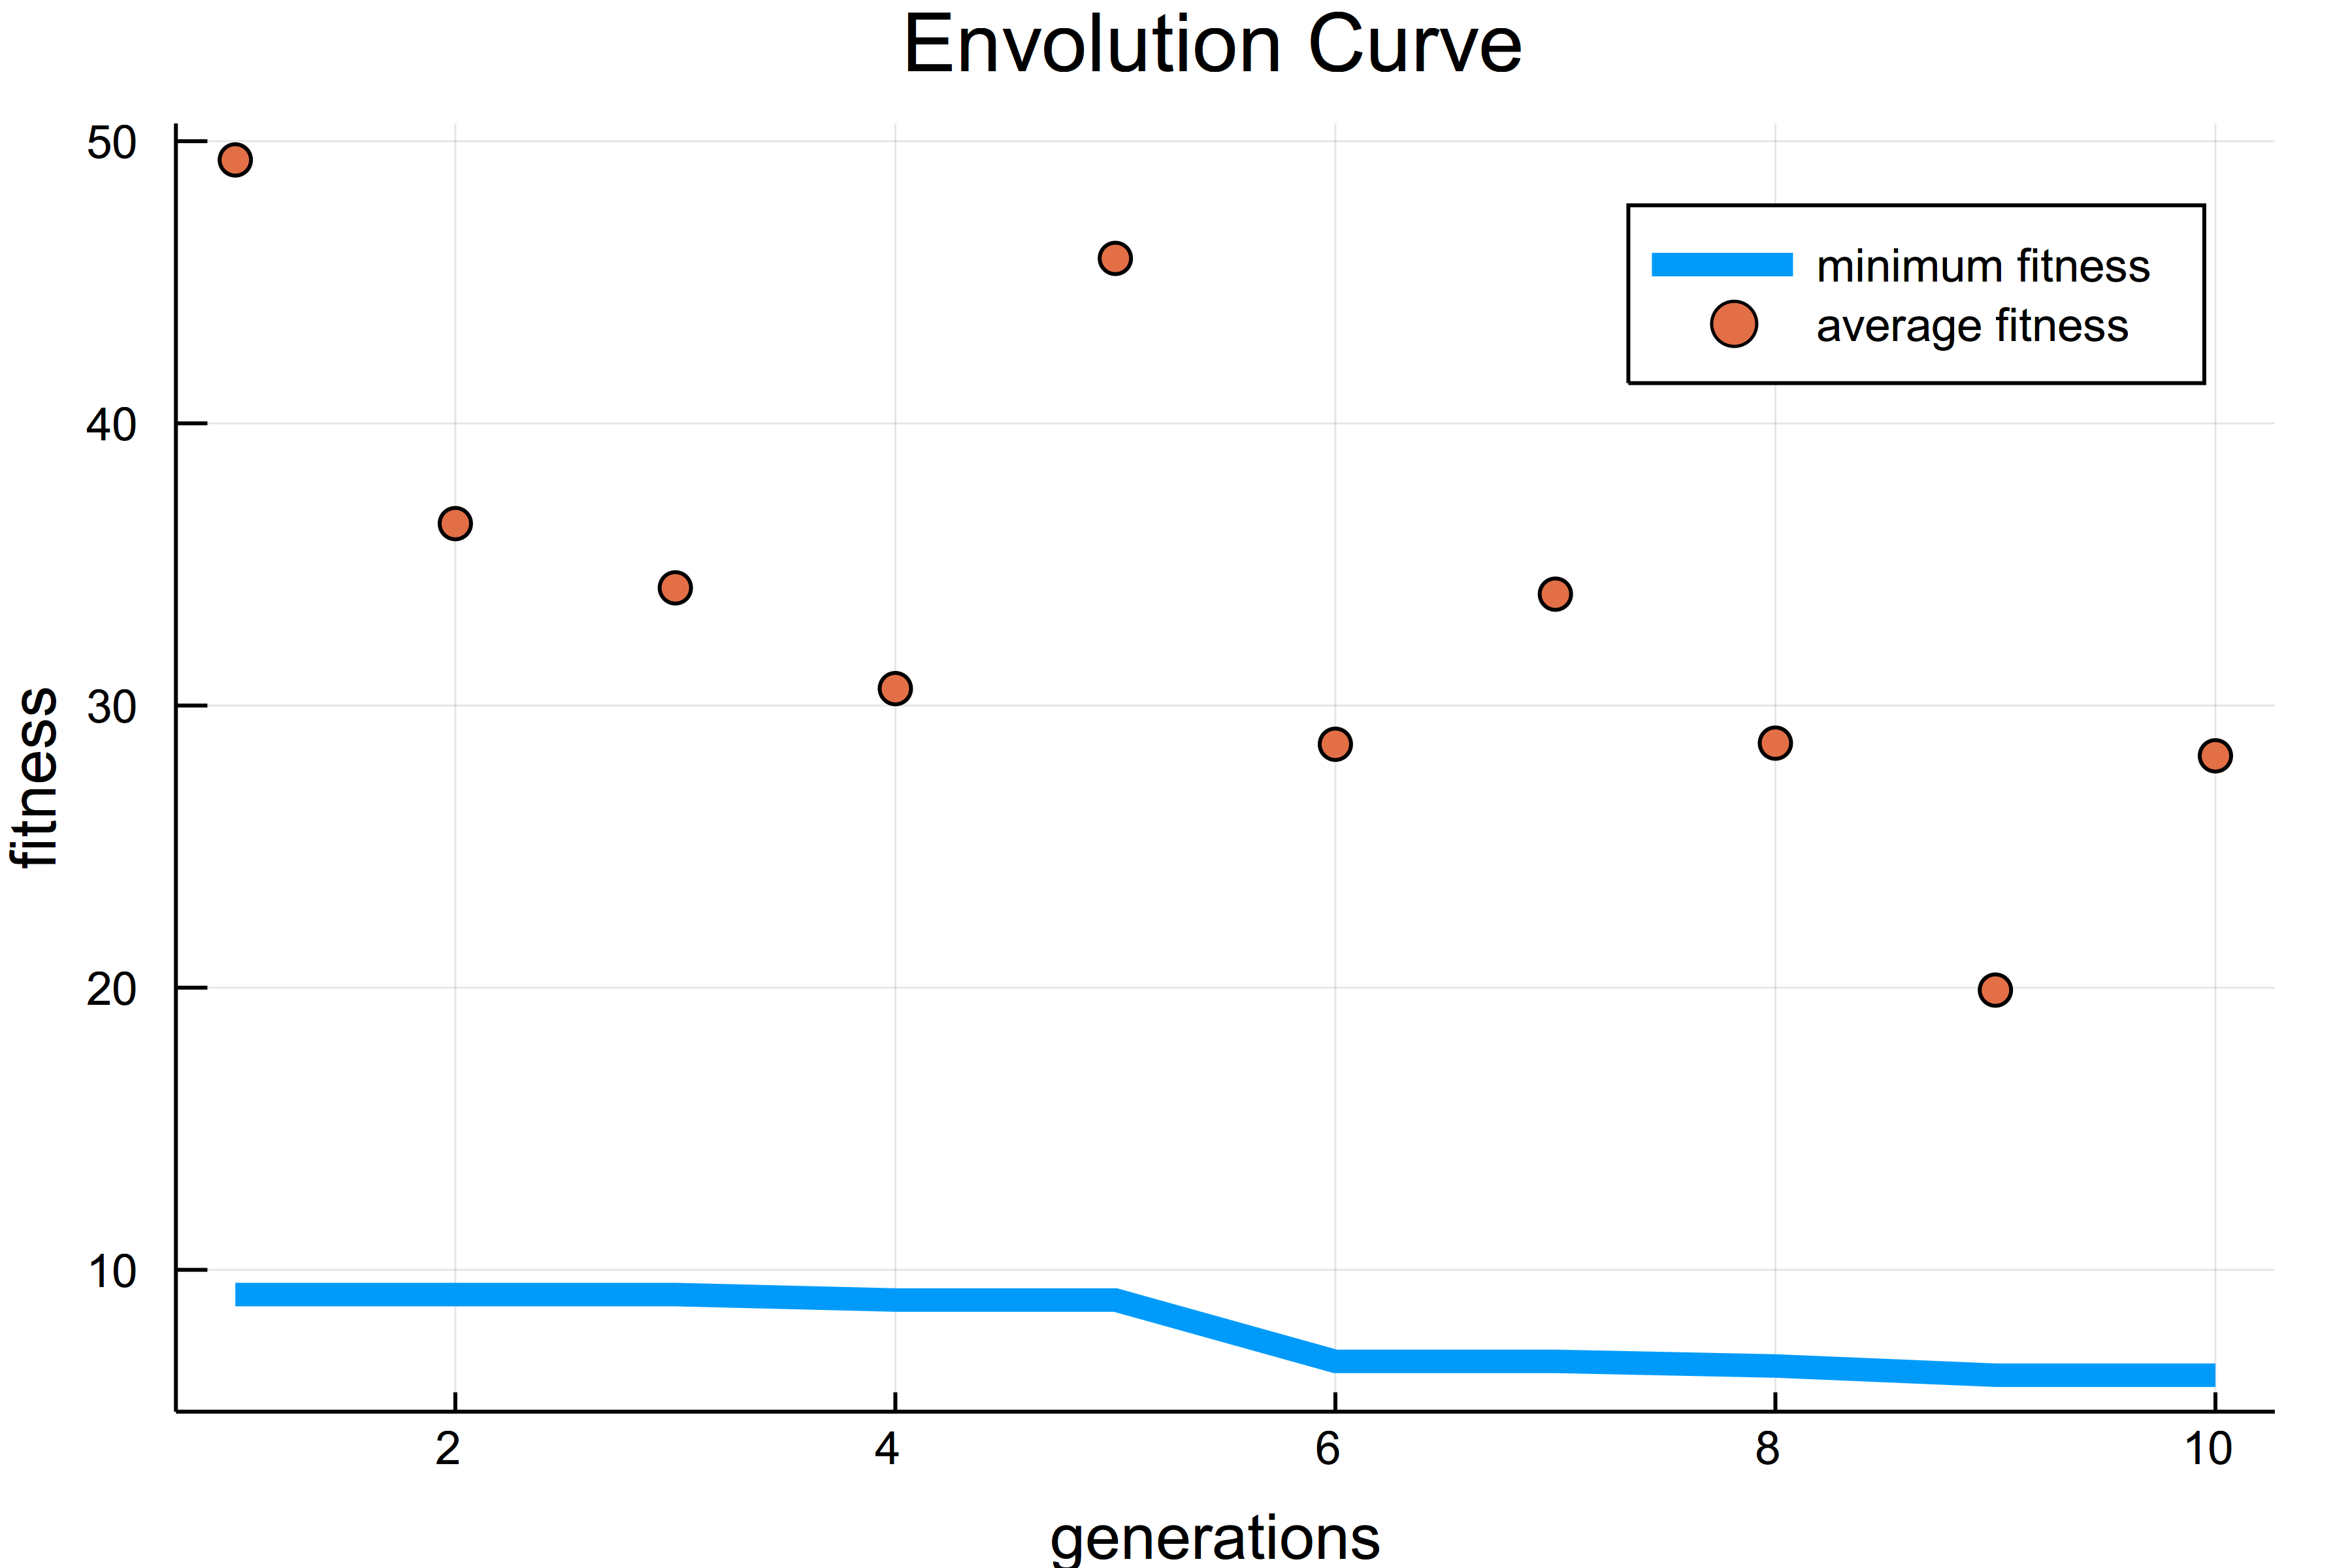 Envolution Curve
50
40
30
20
10
fitness
minimum fitness
average fitness
2
4
6
8
10
generations